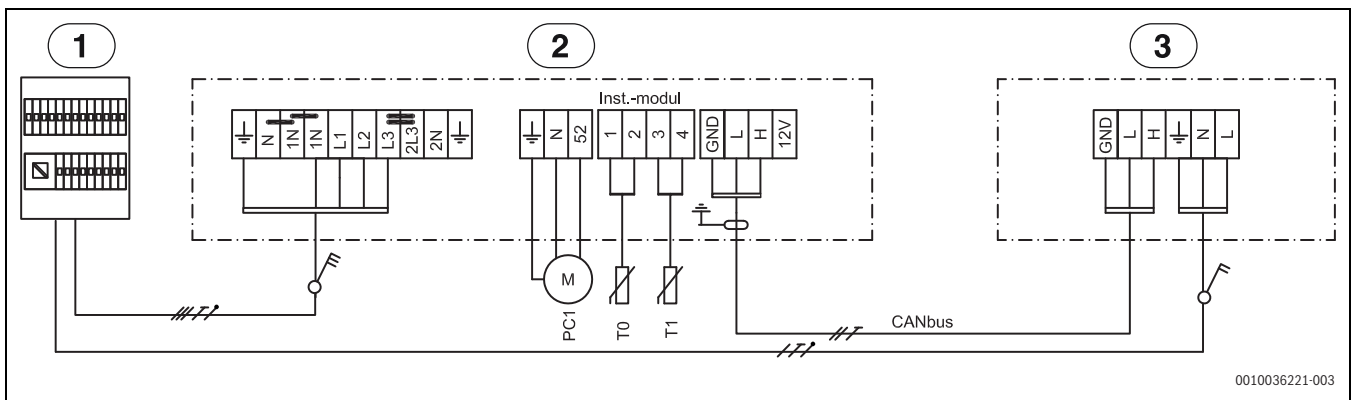 1
2
3
Inst.-modul
N
1N
1N
L1
L2
L3
2L3
2N
N
52
1
2
3
4
GND
L
H
12V
GND
L
H
N
L
M
PC1
T0
T1
CANbus
0010036221-003